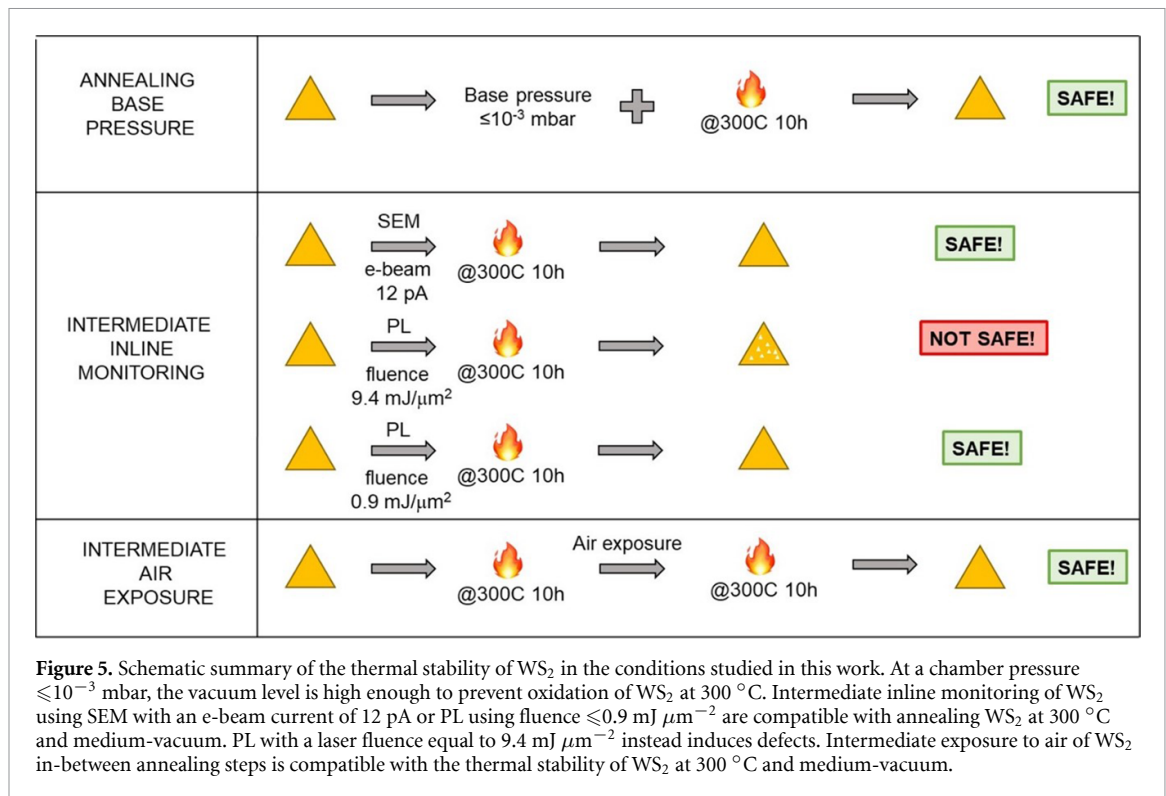 ANNEALING
BASE
PRESSURE
Base pressure
≤10⁻³ mbar
@300C 10h
SAFE!
INTERMEDIATE
INLINE
MONITORING
SEM
e-beam
12 pA
@300C 10h
SAFE!
PL
fluence
9.4 mJ/μm²
@300C 10h
NOT SAFE!
PL
fluence
0.9 mJ/μm²
@300C 10h
SAFE!
INTERMEDIATE
AIR
EXPOSURE
@300C 10h
Air exposure
@300C 10h
SAFE!
Figure 5. Schematic summary of the thermal stability of WS₂ in the conditions studied in this work. At a chamber pressure
⩽10⁻³ mbar, the vacuum level is high enough to prevent oxidation of WS₂ at 300 °C. Intermediate inline monitoring of WS₂
using SEM with an e-beam current of 12 pA or PL using fluence ⩽0.9 mJ μm⁻² are compatible with annealing WS₂ at 300 °C
and medium-vacuum. PL with a laser fluence equal to 9.4 mJ μm⁻² instead induces defects. Intermediate exposure to air of WS₂
in-between annealing steps is compatible with the thermal stability of WS₂ at 300 °C and medium-vacuum.